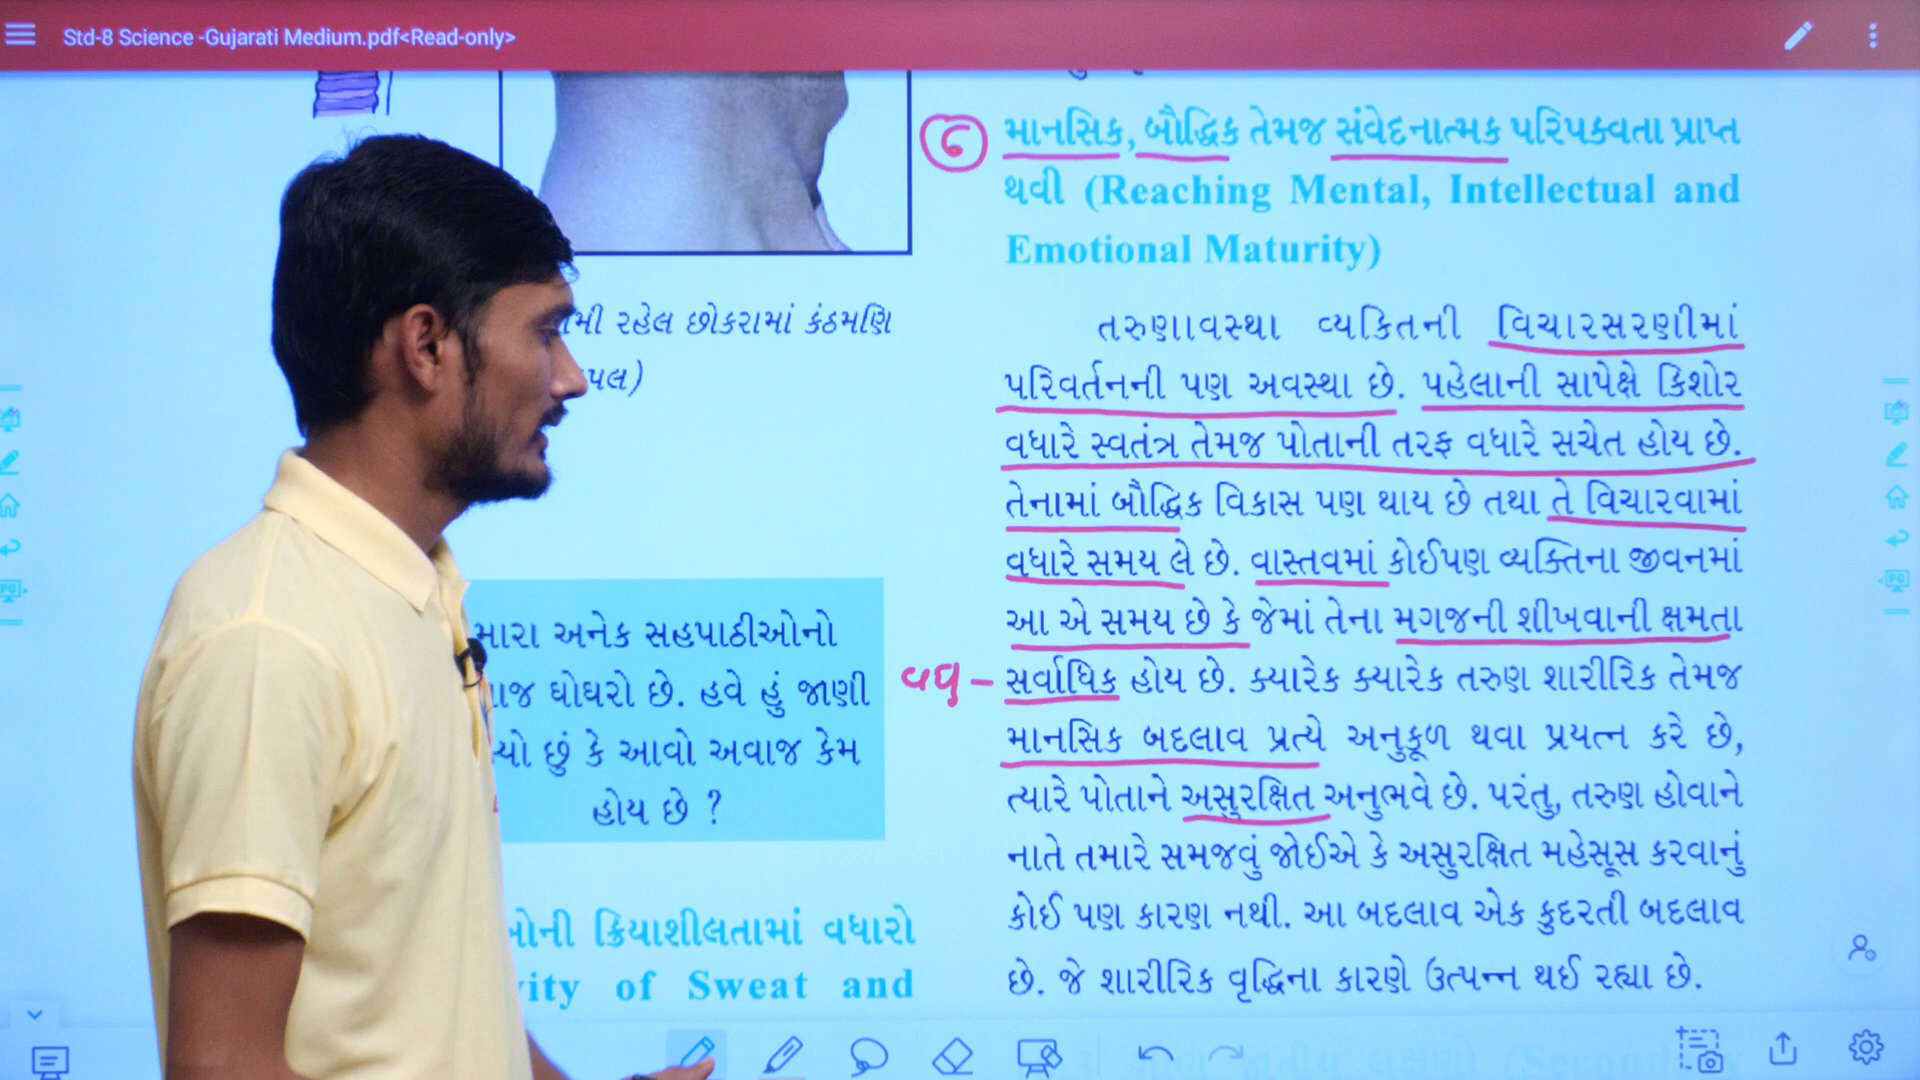 Std-8 Science -Gujarati Medium.pdf<Read-only>
રહેલ છોકરામાં કંઠમણિ
મારા અનેક સહપાઠીઓનો
ઘોઘરો છે. હવે હું જાણી
છું કે આવો અવાજ કેમ
હોય છે ?
ક્રિયાશીલતામાં વધારો
of Sweat and
૬ માનસિક, બૌદ્ધિક તેમજ સંવેદનાત્મક પરિપક્વતા પ્રાપ્ત
થવી (Reaching Mental, Intellectual and
Emotional Maturity)
તરુણાવસ્થા વ્યકિતની વિચારસરણીમાં
પરિવર્તનની પણ અવસ્થા છે. પહેલાની સાપેક્ષે કિશોર
વધારે સ્વતંત્ર તેમજ પોતાની તરફ વધારે સચેત હોય છે.
તેનામાં બૌદ્ધિક વિકાસ પણ થાય છે તથા તે વિચારવામાં
વધારે સમય લે છે. વાસ્તવમાં કોઈપણ વ્યક્તિના જીવનમાં
આ એ સમય છે કે જેમાં તેના મગજની શીખવાની ક્ષમતા
સર્વાધિક હોય છે. ક્યારેક ક્યારેક તરુણ શારીરિક તેમજ
માનસિક બદલાવ પ્રત્યે અનુકૂળ થવા પ્રયત્ન કરે છે,
ત્યારે પોતાને અસુરક્ષિત અનુભવે છે. પરંતુ, તરુણ હોવાને
નાતે તમારે સમજવું જોઈએ કે અસુરક્ષિત મહેસૂસ કરવાનું
કોઈ પણ કારણ નથી. આ બદલાવ એક કુદરતી બદલાવ
છે. જે શારીરિક વૃદ્ધિના કારણે ઉત્પન્ન થઈ રહ્યા છે.